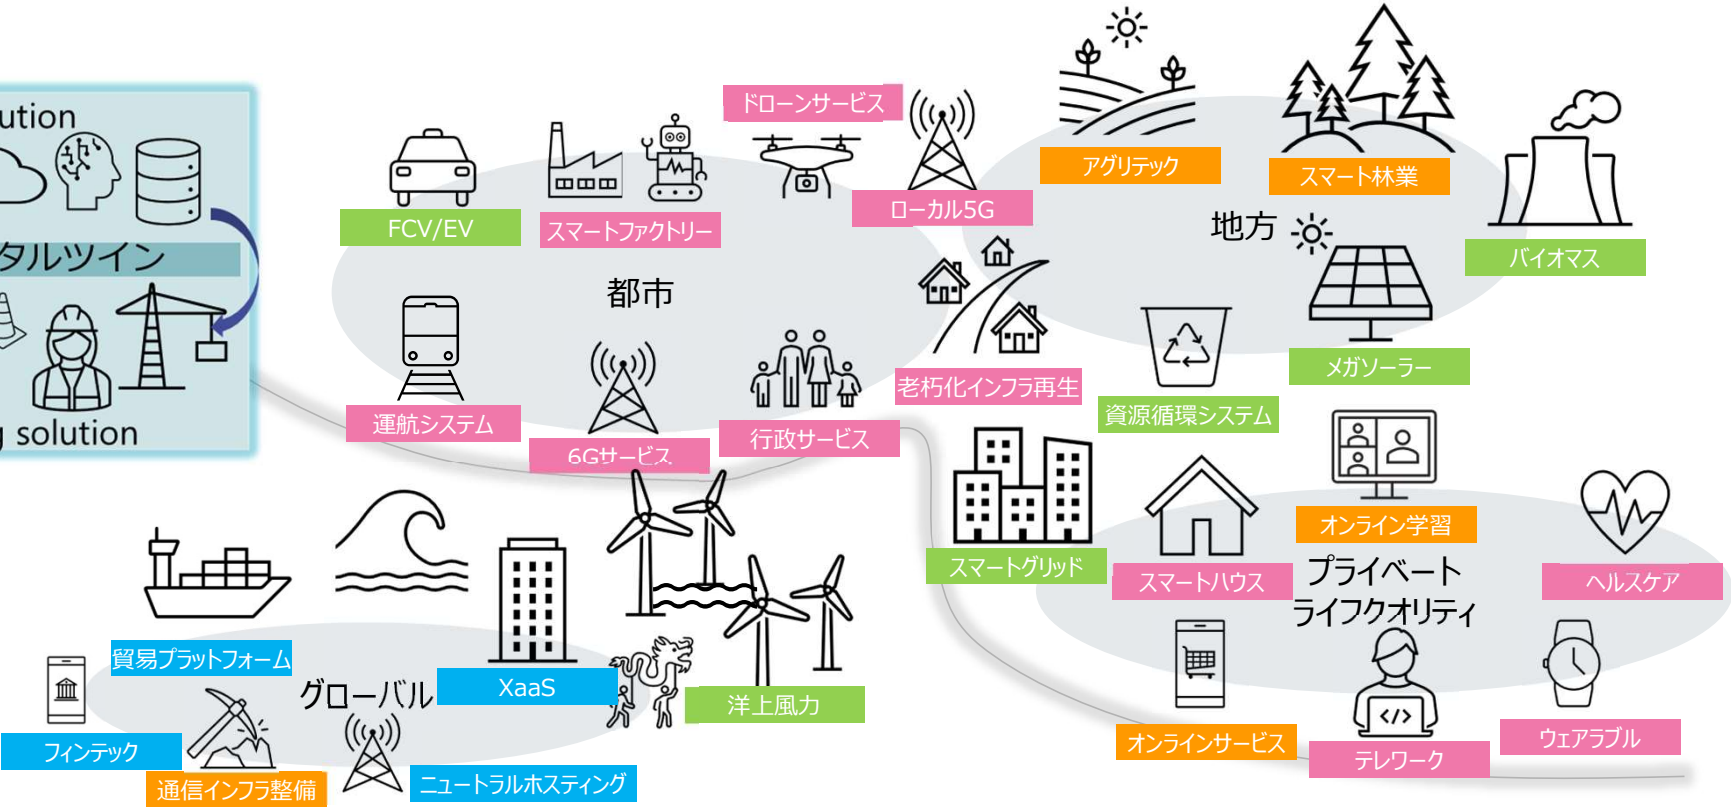 ution
タルツイン
g solution
ドローンサービス
FCV/EV
スマートファクトリー
ローカル5G
都市
運航システム
6Gサービス
行政サービス
老朽化インフラ再生
アグリテック
スマート林業
地方
バイオマス
メガソーラー
資源循環システム
スマートグリッド
スマートハウス
オンライン学習
プライベート
ライフクオリティ
ヘルスケア
オンラインサービス
</>
テレワーク
ウェアラブル
貿易プラットフォーム
グローバル
XaaS
洋上風力
フィンテック
通信インフラ整備
ニュートラルホスティング